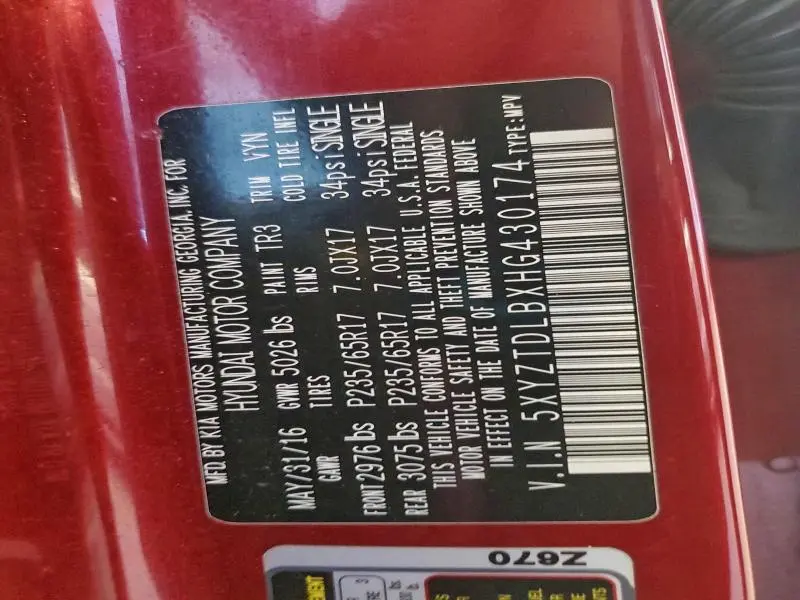 MFD BY KIA MOTORS MANUFACTURING GEORGIA, INC. FOR
HYUNDAI MOTOR COMPANY
MAY/31/16 GVWR 5026 lbs PAINT TR3 TRIM VYN
GAWR TIRES RIMS COLD TIRE INFL
FRONT 2976 lbs P235/65R17 7.0JX17 34psi SINGLE
REAR 3075 lbs P235/65R17 7.0JX17 34psi SINGLE
THIS VEHICLE CONFORMS TO ALL APPLICABLE U.S.A. FEDERAL
MOTOR VEHICLE SAFETY AND THEFT PREVENTION STANDARDS
IN EFFECT ON THE DATE OF MANUFACTURE SHOWN ABOVE
V.I.N 5XYZTDLBXHG430174 TYPE:MPV
Z670